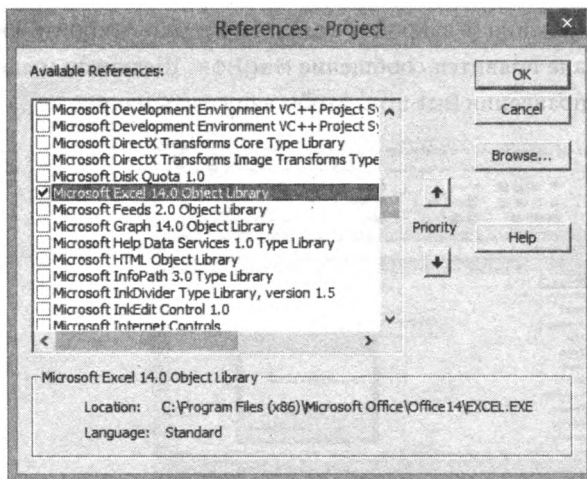 References - Project
Available References:
Microsoft Development Environment VC++ Project
Microsoft Development Environment VC++ Project
Microsoft DirectX Transforms Core Type Library
Microsoft DirectX Transforms Image Transforms Type
Microsoft Disk Quota 1.0
Microsoft Excel 14.0 Object Library
Microsoft Feeds 2.0 Object Library
Microsoft Graph 14.0 Object Library
Microsoft Help Data Services 1.0 Type Library
Microsoft HTML Object Library
Microsoft InfoPath 3.0 Type Library
Microsoft InkDivider Type Library, version 1.5
Microsoft InkEdit Control 1.0
Microsoft Internet Controls
OK
Cancel
Browse...
Priority
Help
Microsoft Excel 14.0 Object Library
Location: C:\Program Files (x86)\Microsoft Office\Office14\EXCEL.EXE
Language: Standard